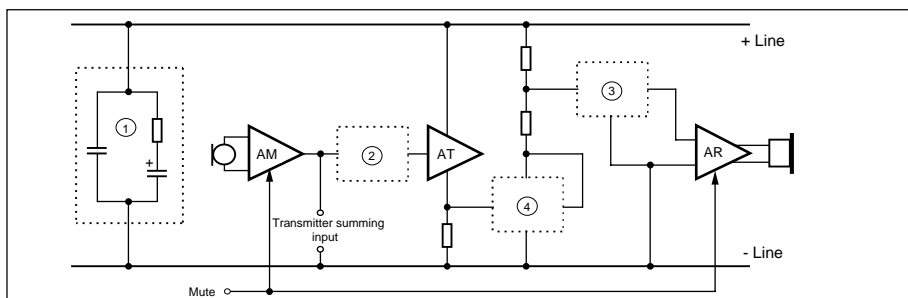 + Line
1
+
AM
2
AT
3
AR
4
Transmitter summing
input
- Line
Mute